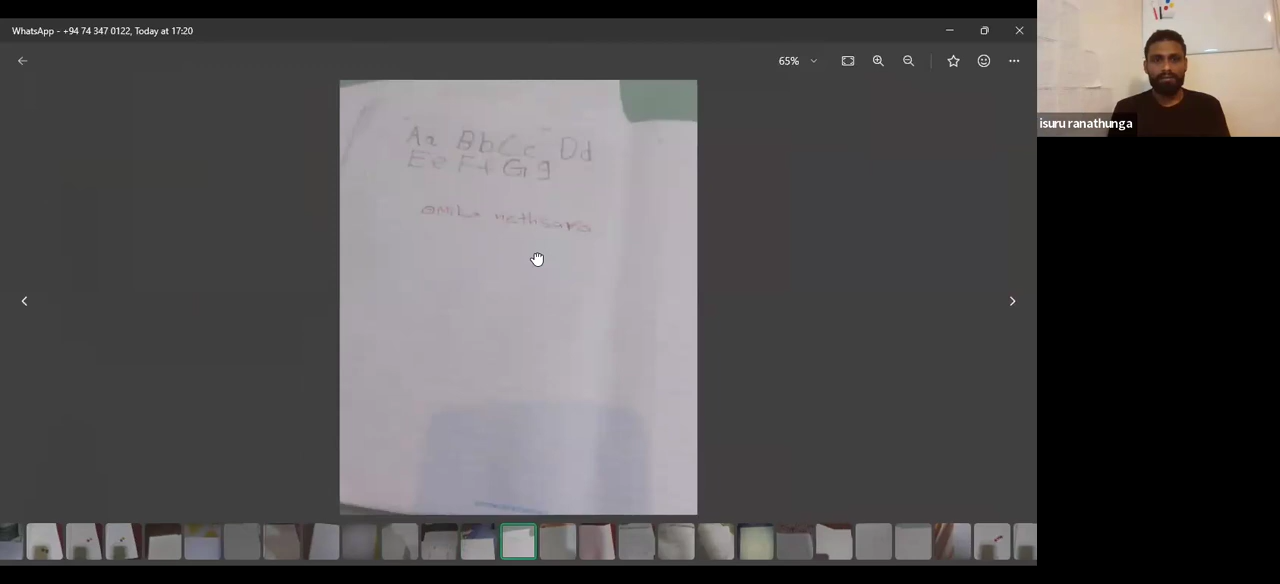 WhatsApp - +94 74 347 0122, Today at 17:20
65%
isuru ranathunga
Aa Bb Cc Dd
Ee Ff Gg
nethsara